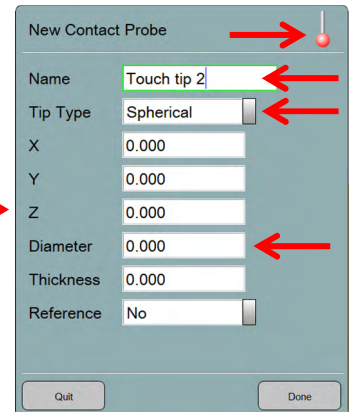 New Contact Probe
Name Touch tip 2
Tip Type Spherical
X 0.000
Y 0.000
Z 0.000
Diameter 0.000
Thickness 0.000
Reference No
Quit Done